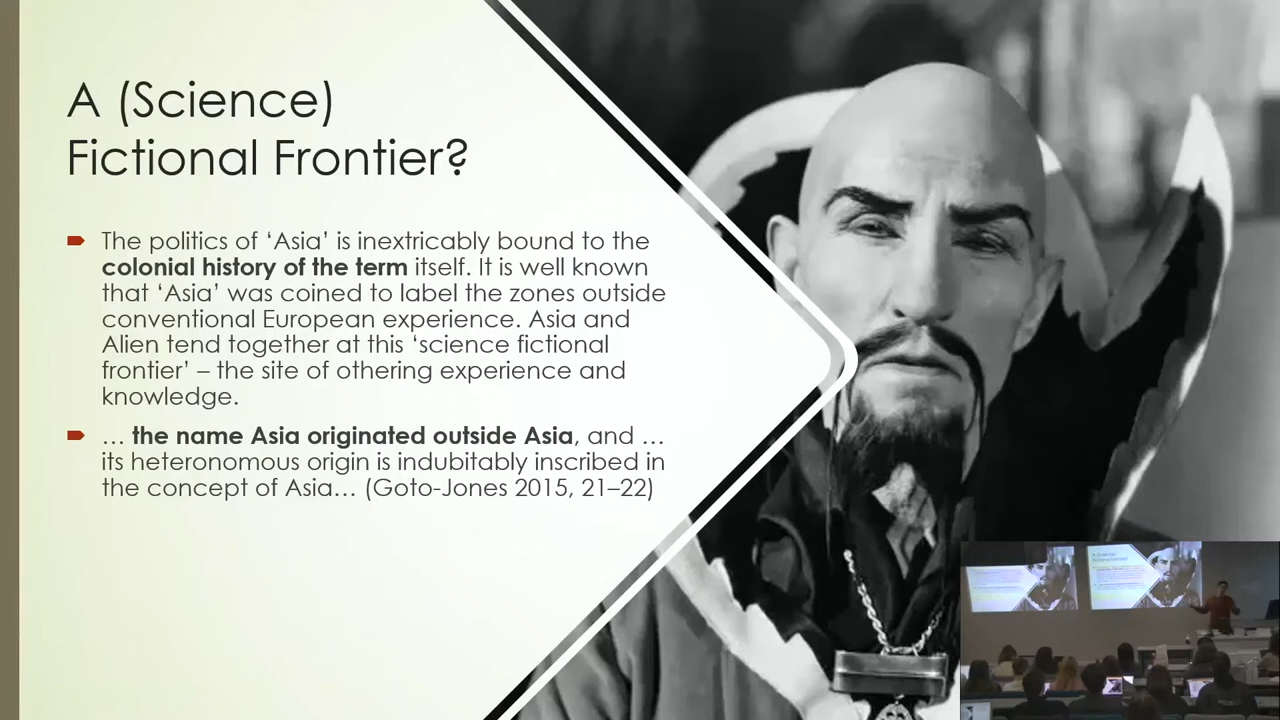 A (Science)
Fictional Frontier?
The politics of ‘Asia’ is inextricably bound to the
colonial history of the term itself. It is well known
that ‘Asia’ was coined to label the zones outside
conventional European experience. Asia and
Alien tend together at this ‘science fictional
frontier’ – the site of othering experience and
knowledge.
… the name Asia originated outside Asia, and …
its heteronomous origin is indubitably inscribed in
the concept of Asia… (Goto-Jones 2015, 21–22)